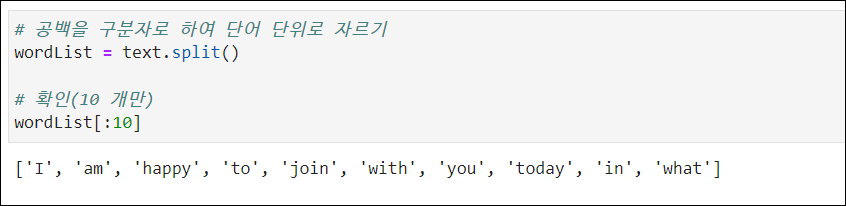 # 공백을 구분자로 하여 단어 단위로 자르기
wordList = text.split()
# 확인(10 개만)
wordList[:10]
['I', 'am', 'happy', 'to', 'join', 'with', 'you', 'today', 'in', 'what']